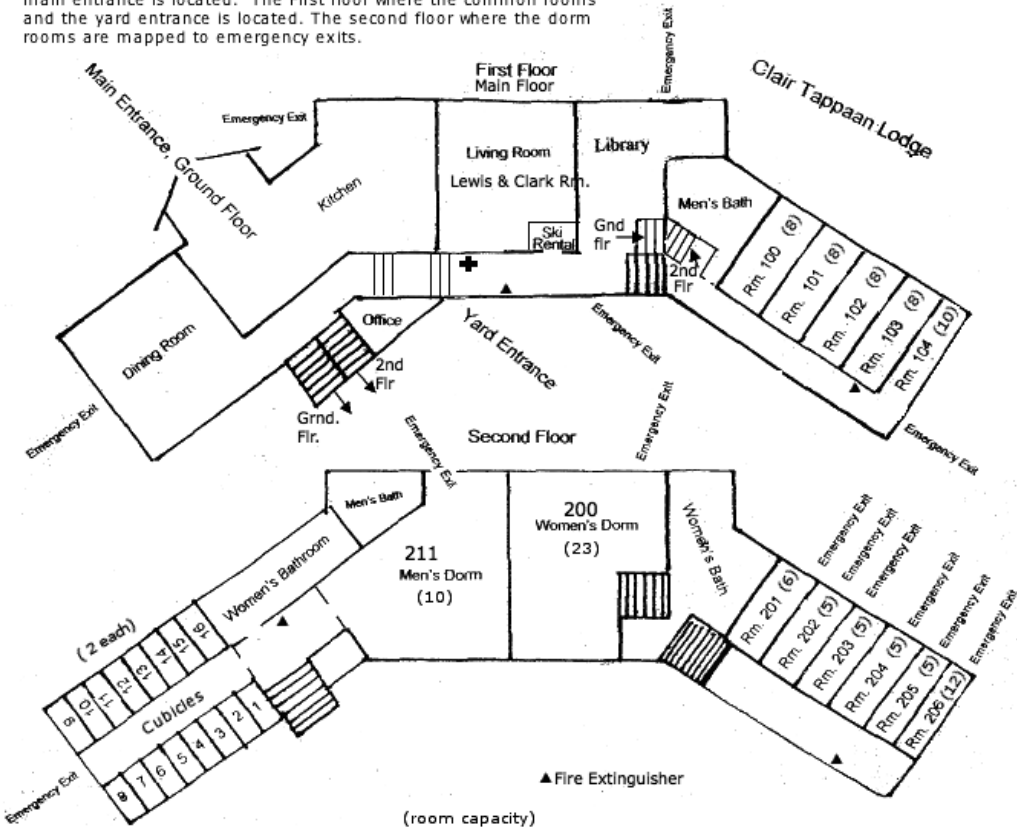 main entrance is located. The First floor where the common rooms
and the yard entrance is located. The second floor where the dorm
rooms are mapped to emergency exits.
Emergency Exit
First Floor
Main Floor
Clair Tappaan Lodge
Main Entrance, Ground Floor
Emergency Exit
Kitchen
Living Room
Lewis & Clark Rm.
Library
Men's Bath
Ski
Rental
Gnd
flr
2nd
Flr
Rm. 100 (8)
Rm. 101 (8)
Rm. 102 (8)
Rm. 103 (8)
Rm. 104 (10)
Dining Room
Office
2nd
Flr
Grnd.
Flr.
Yard Entrance
Emergency Exit
Emergency Exit
Emergency Exit
Emergency Exit
Emergency Exit
Second Floor
Men's Bath
Women's Bathroom
211
Men's Dorm
(10)
200
Women's Dorm
(23)
Women's Bath
Emergency Exit
Emergency Exit
Emergency Exit
Emergency Exit
Emergency Exit
Emergency Exit
Rm. 201 (6)
Rm. 202 (5)
Rm. 203 (5)
Rm. 204 (5)
Rm. 205 (5)
Rm. 206 (12)
(2 each)
16
15
14
13
12
11
10
Cubicles
1
2
3
4
5
6
7
8
Emergency Exit
▲Fire Extinguisher
(room capacity)